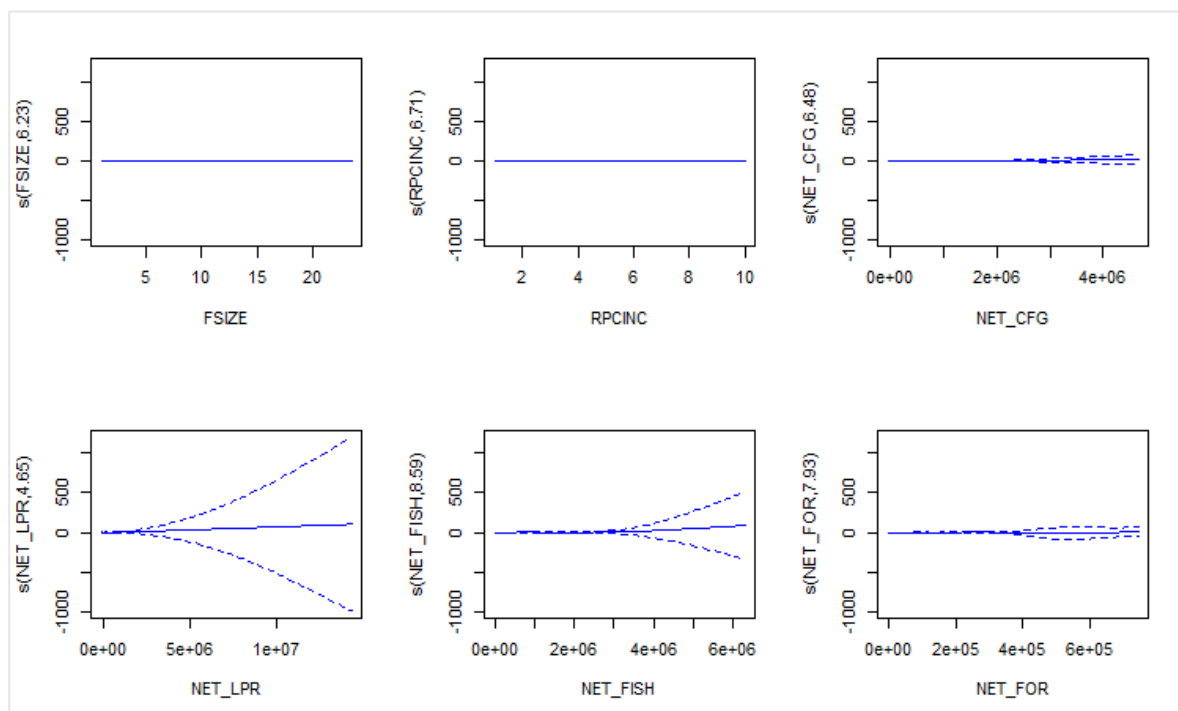 s(FSIZE,6.23)
500
0
-1000
5 10 15 20
FSIZE
s(RPCINC,6.71)
500
0
-1000
2 4 6 8 10
RPCINC
s(NET_CFG,6.48)
500
0
-1000
0e+00 2e+06 4e+06
NET_CFG
s(NET_LPR,4.65)
500
0
-1000
0e+00 5e+06 1e+07
NET_LPR
s(NET_FISH,8.59)
500
0
-1000
0e+00 2e+06 4e+06 6e+06
NET_FISH
s(NET_FOR,7.93)
500
0
-1000
0e+00 2e+05 4e+05 6e+05
NET_FOR